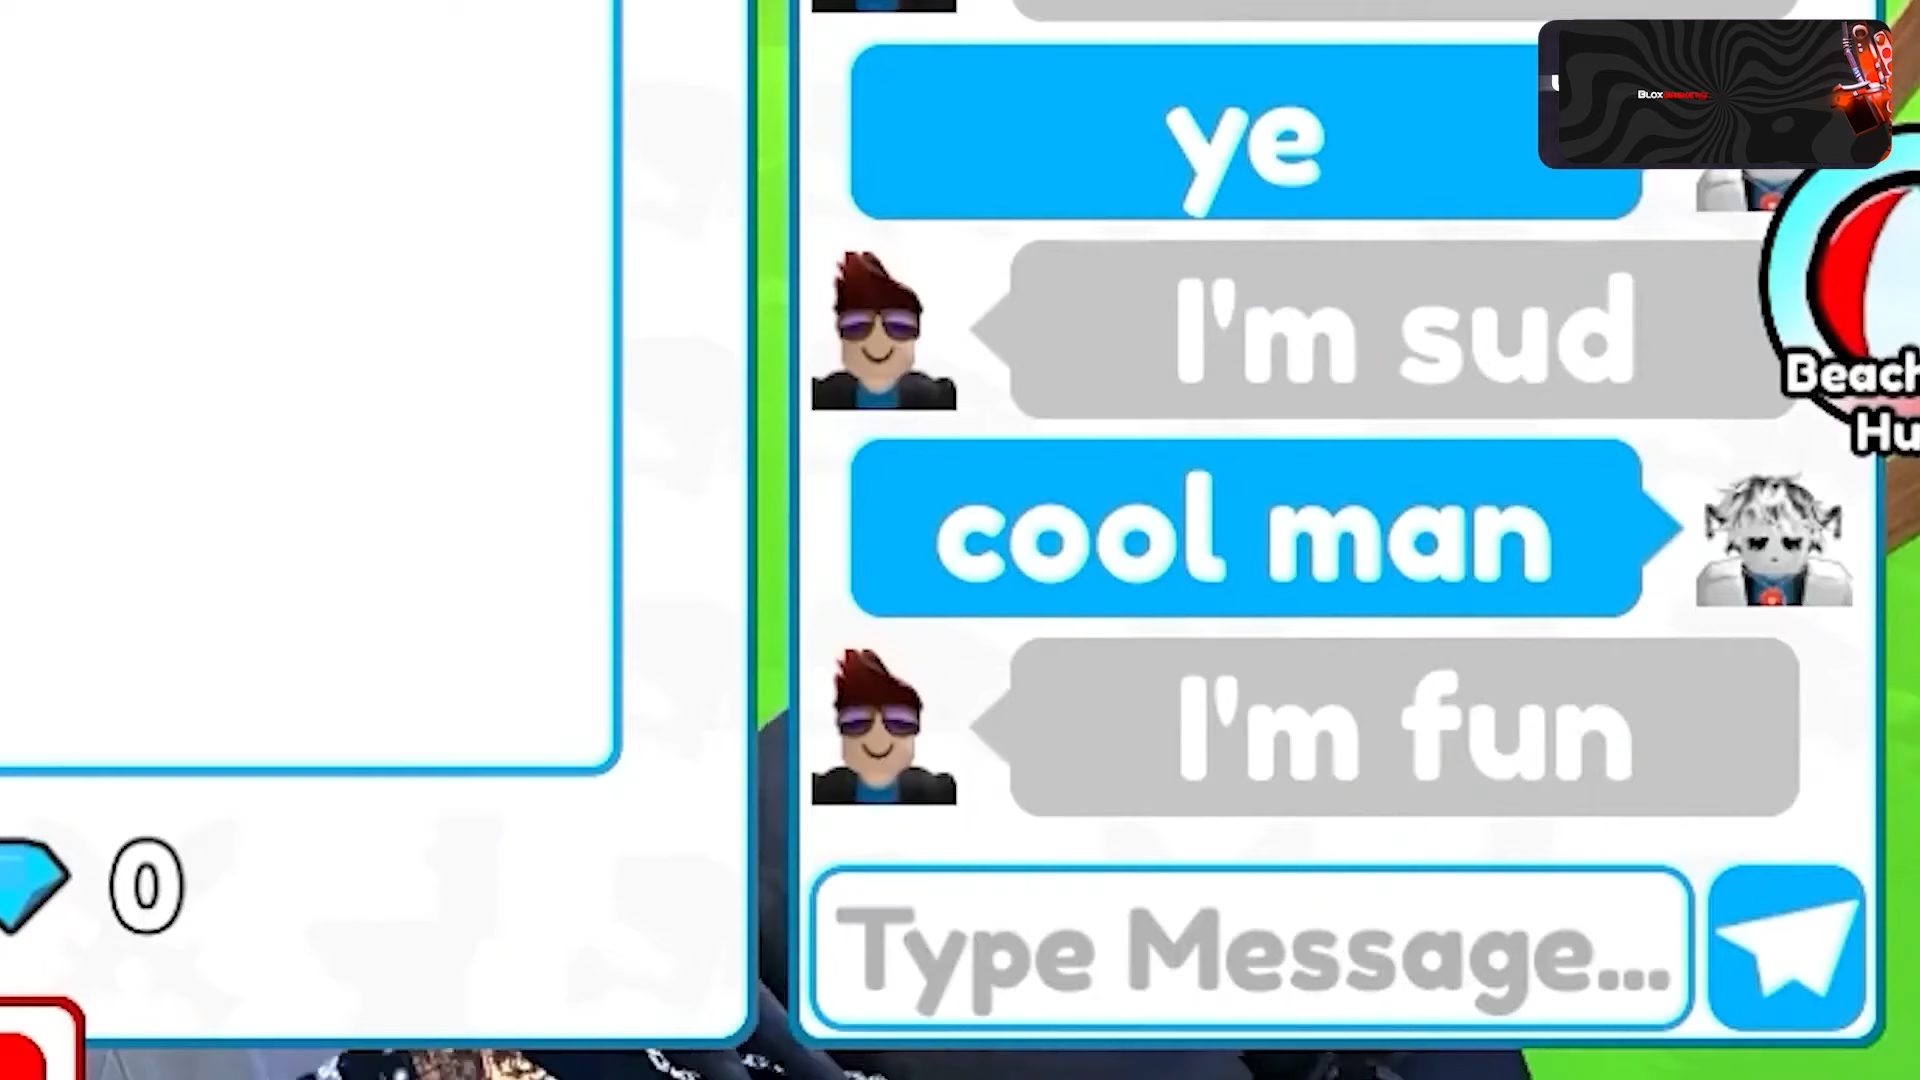 ye
I'm sud
cool man
I'm fun
Type Message...
0
Beach
Hu